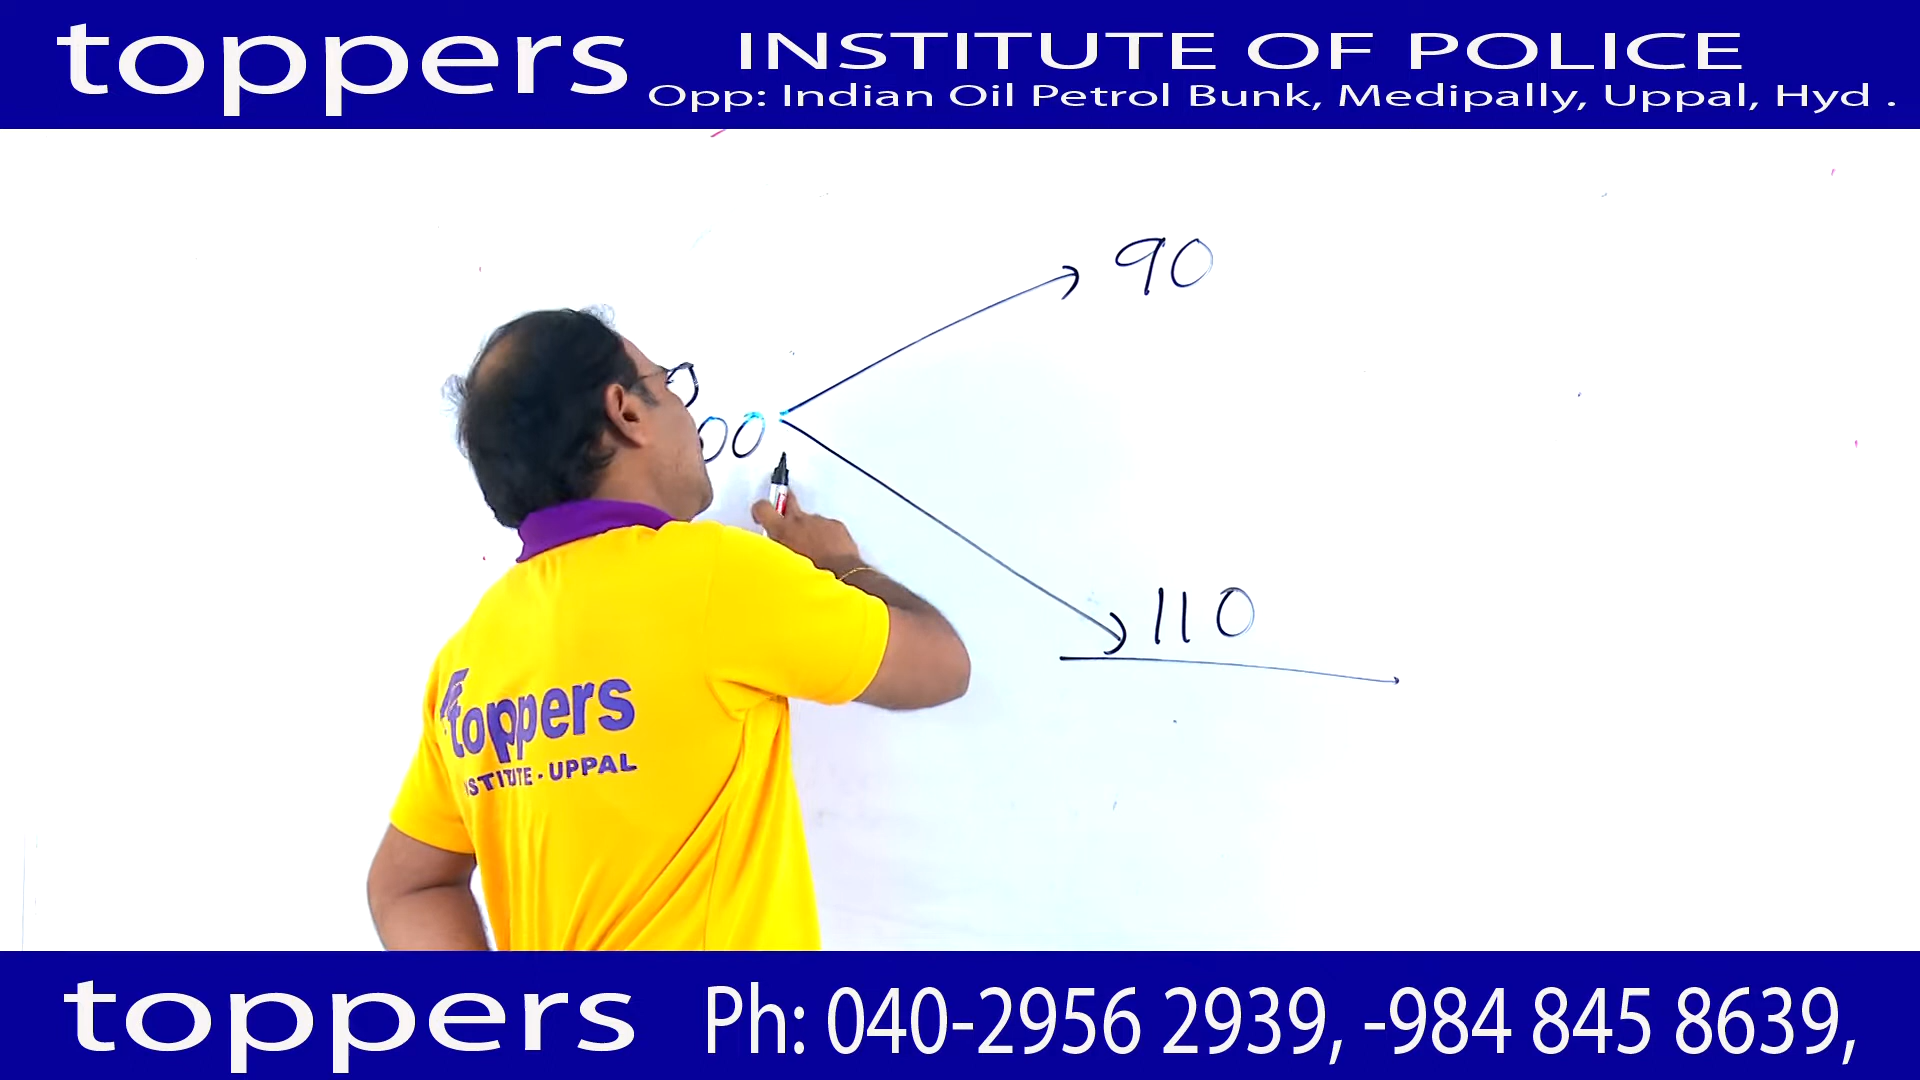 toppers
INSTITUTE OF POLICE
Opp: Indian Oil Petrol Bunk, Medipally, Uppal, Hyd .
90
00
110
toppers
INSTITUTE - UPPAL
toppers
Ph: 040-2956 2939, -984 845 8639,